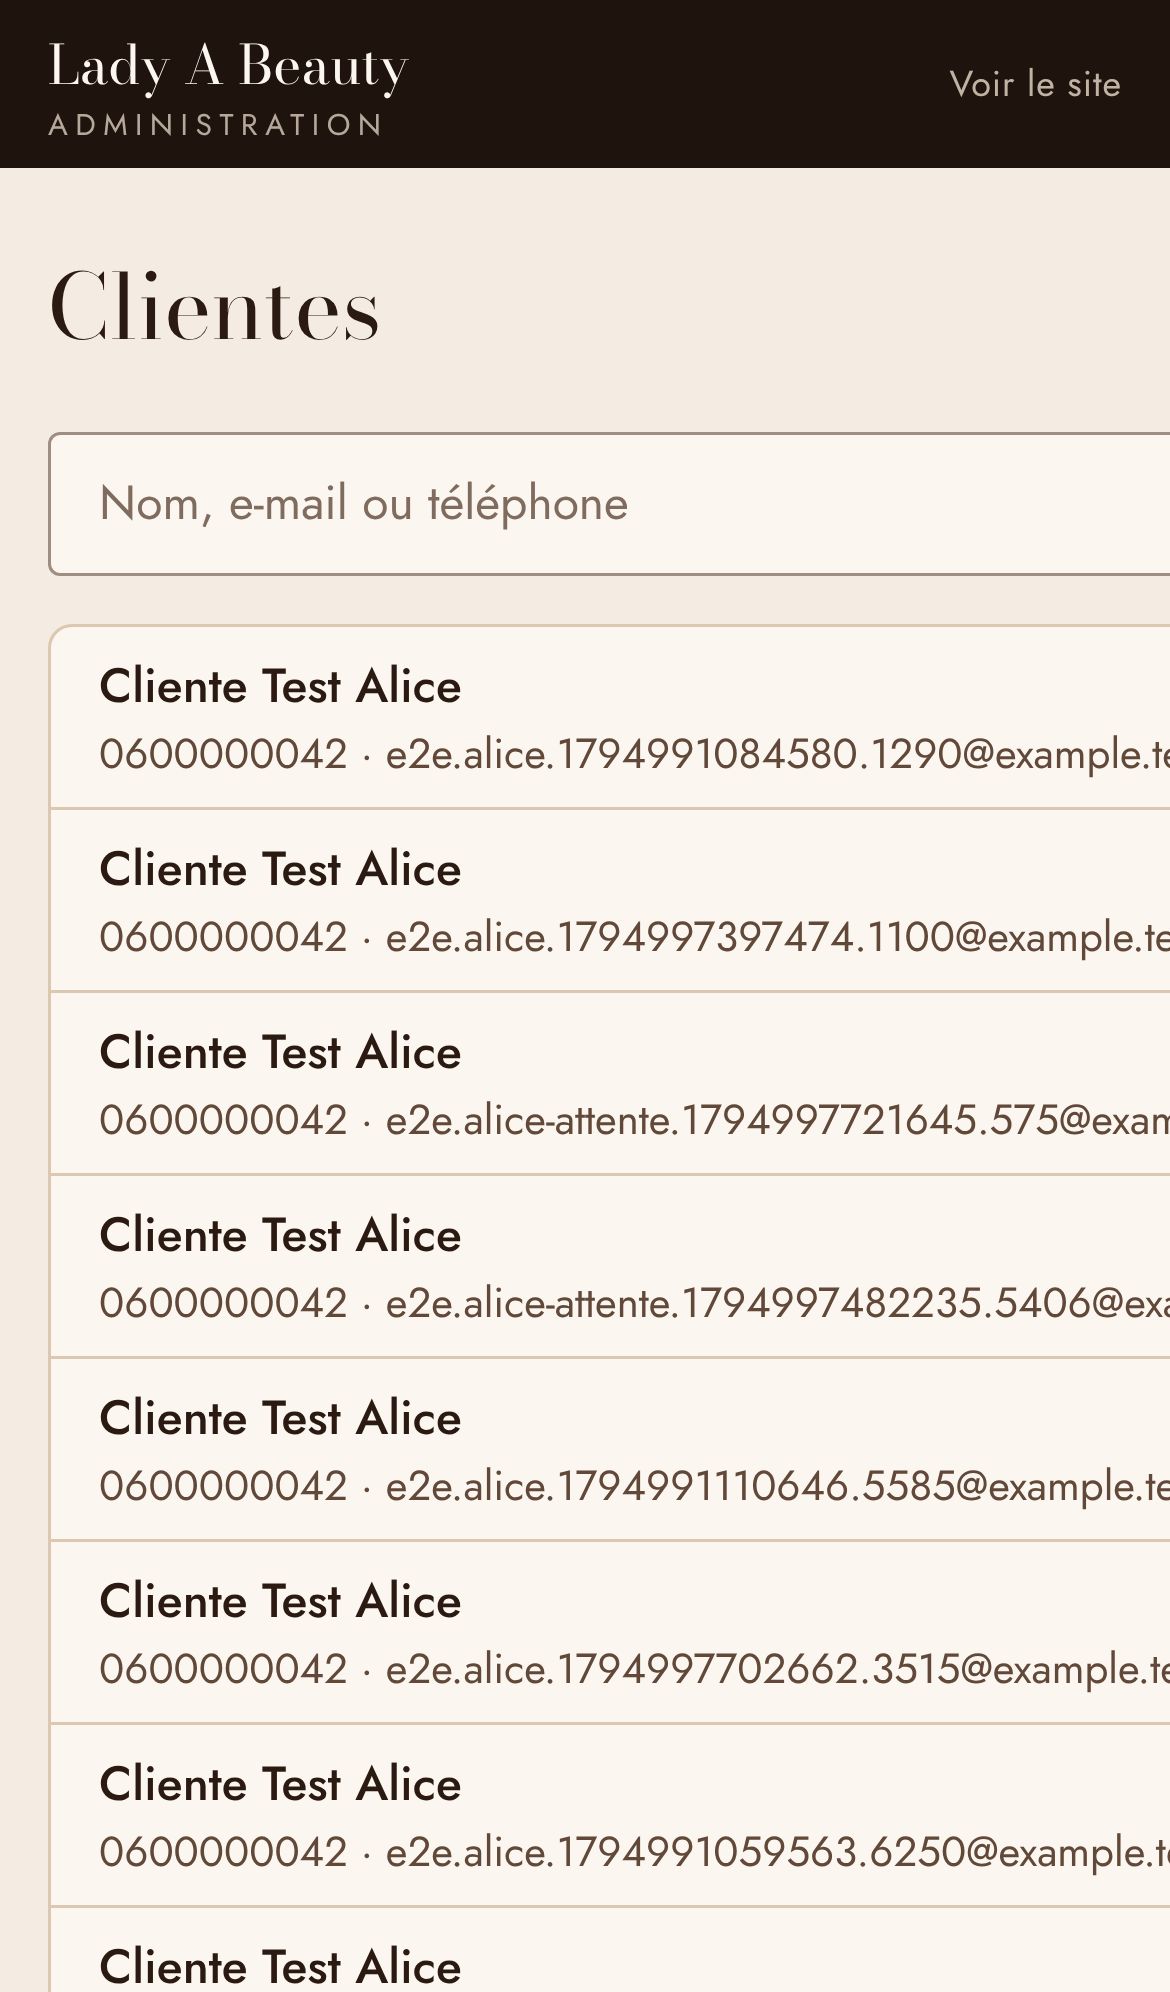 Lady A Beauty
ADMINISTRATION
Voir le site
Clientes
Nom, e-mail ou téléphone
Cliente Test Alice
0600000042 · e2e.alice.1794991084580.1290@example.te
Cliente Test Alice
0600000042 · e2e.alice.1794997397474.1100@example.te
Cliente Test Alice
0600000042 · e2e.alice-attente.1794997721645.575@exam
Cliente Test Alice
0600000042 · e2e.alice-attente.1794997482235.5406@exa
Cliente Test Alice
0600000042 · e2e.alice.1794991110646.5585@example.te
Cliente Test Alice
0600000042 · e2e.alice.1794997702662.3515@example.te
Cliente Test Alice
0600000042 · e2e.alice.1794991059563.6250@example.te
Cliente Test Alice